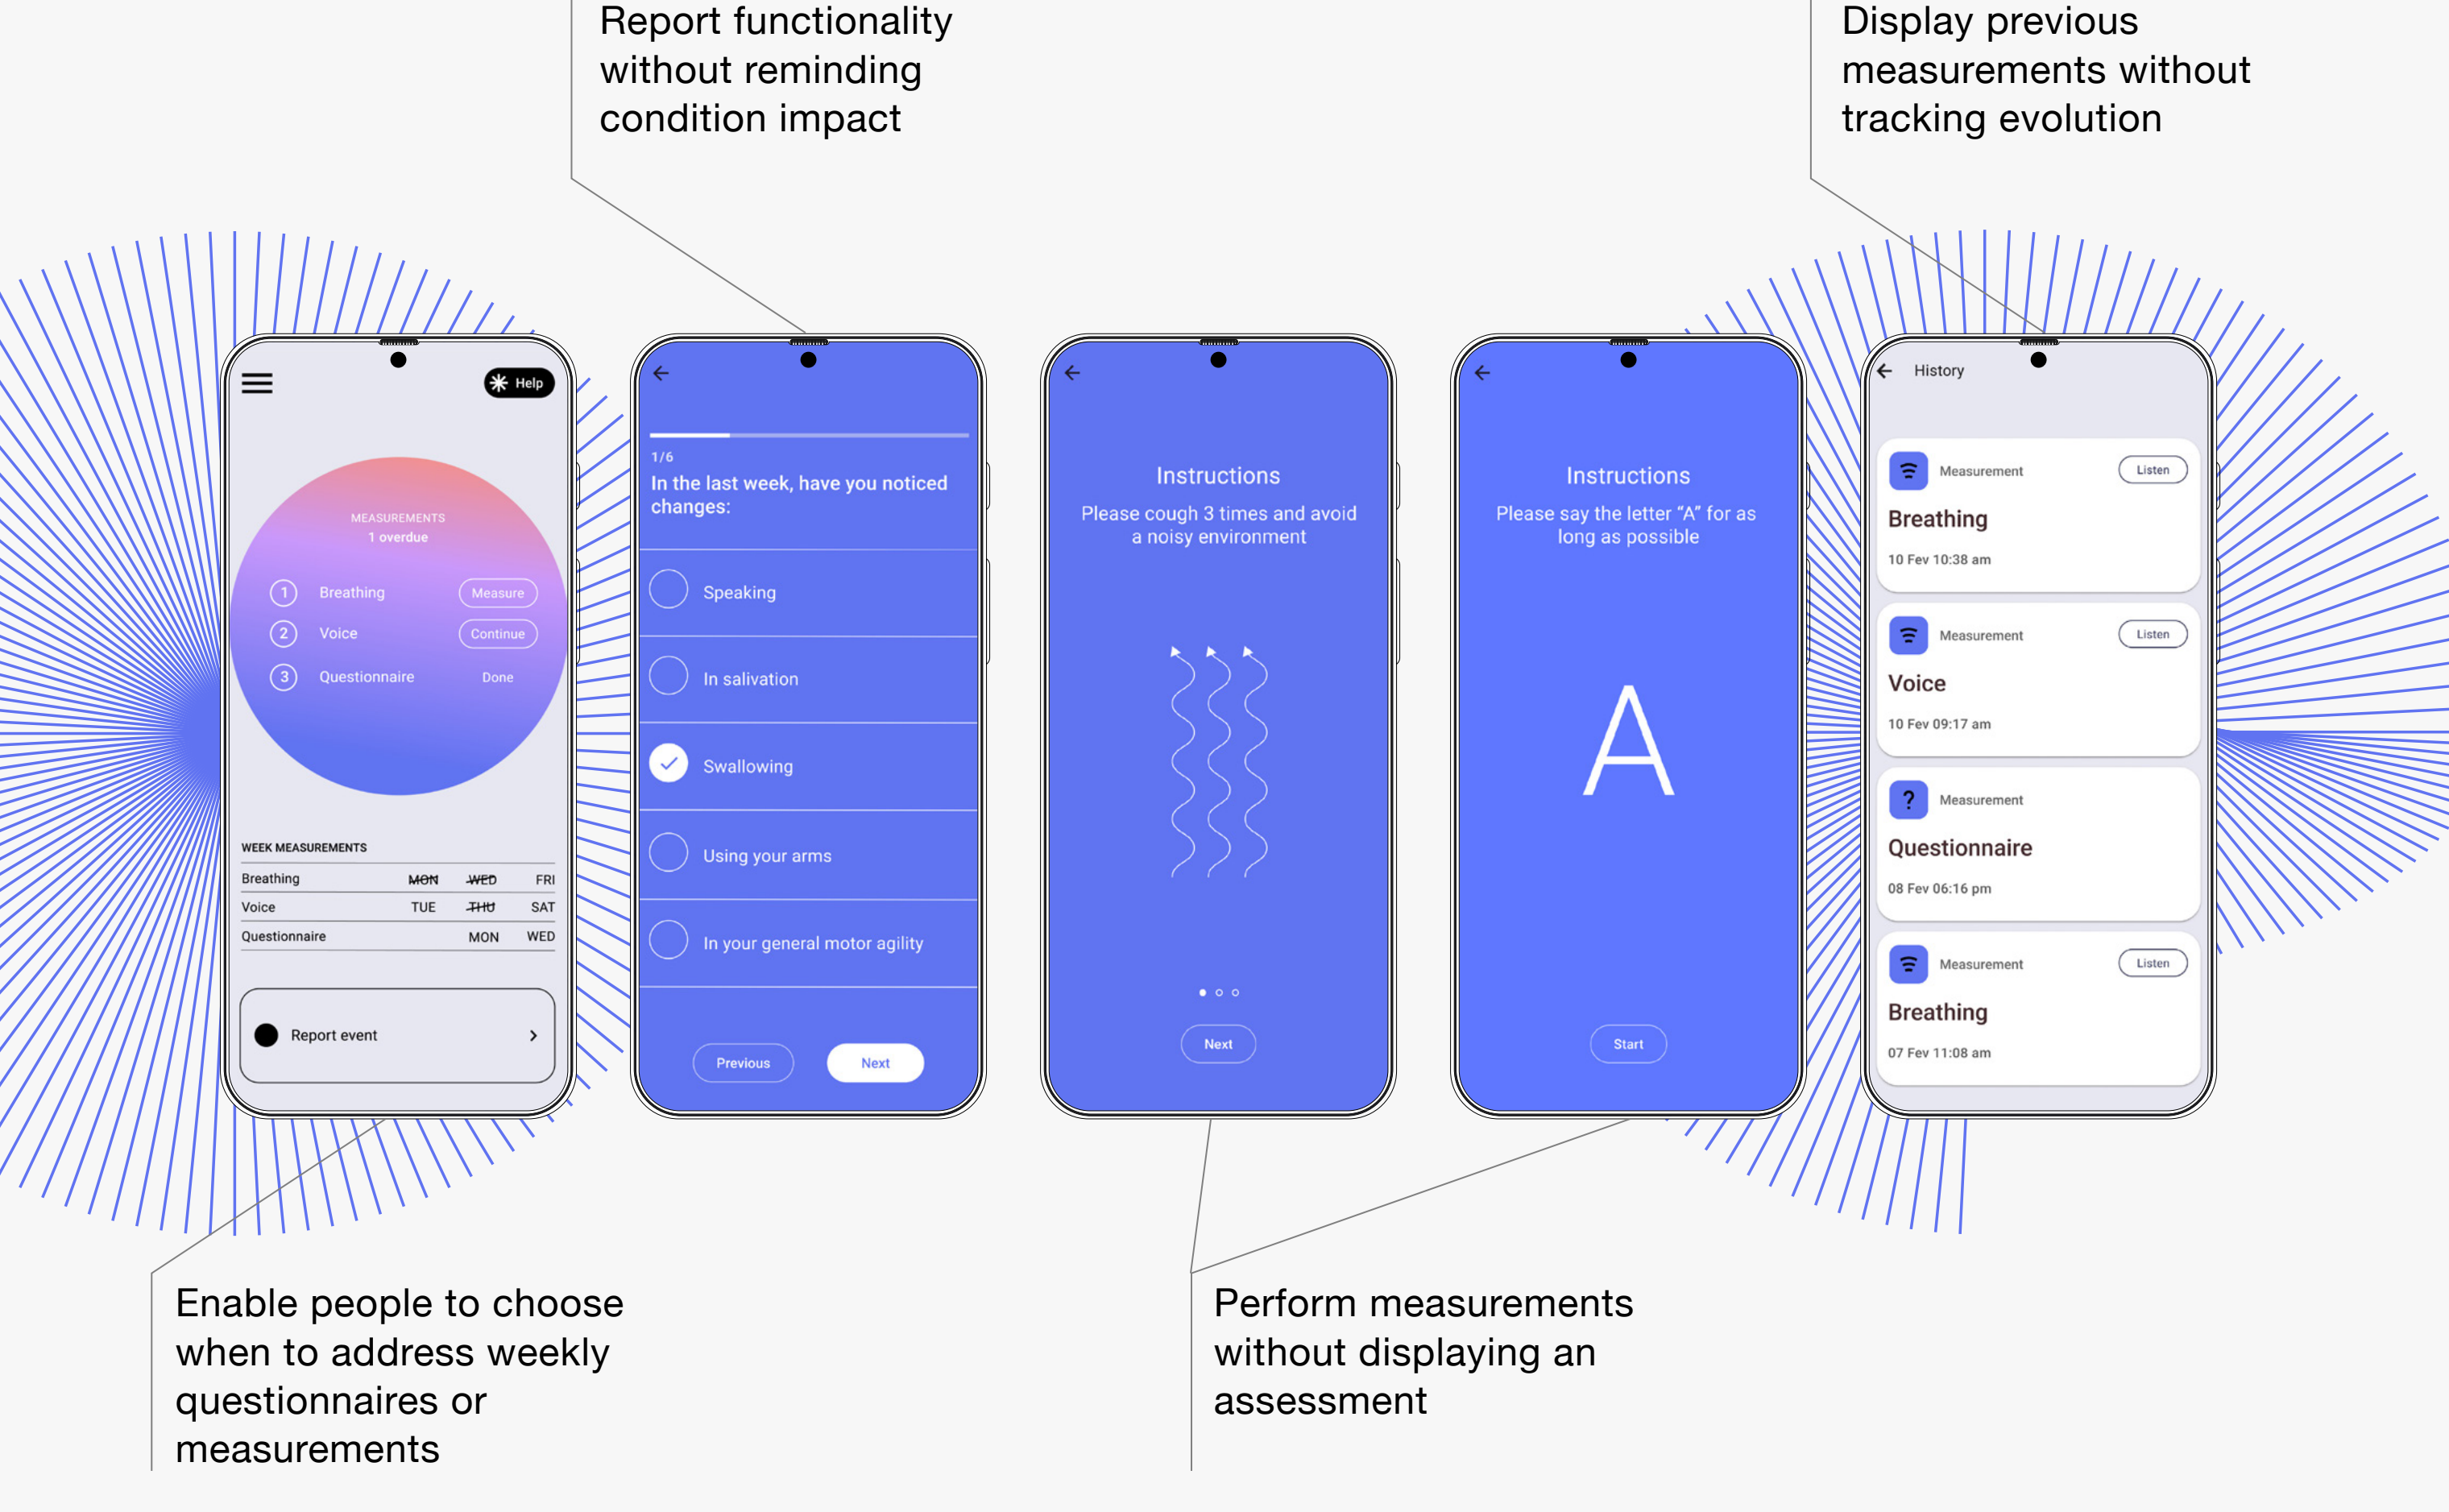 Report functionality
without reminding
condition impact
Display previous
measurements without
tracking evolution
Help
MEASUREMENTS
1 overdue
1 Breathing Measure
2 Voice Continue
3 Questionnaire Done
WEEK MEASUREMENTS
Breathing MON WED FRI
Voice TUE THU SAT
Questionnaire MON WED
Report event
1/6
In the last week, have you noticed
changes:
Speaking
In salivation
Swallowing
Using your arms
In your general motor agility
Previous Next
Instructions
Please cough 3 times and avoid
a noisy environment
Next
Instructions
Please say the letter “A” for as
long as possible
A
Start
History
Measurement Listen
Breathing
10 Fev 10:38 am
Measurement Listen
Voice
10 Fev 09:17 am
? Measurement
Questionnaire
08 Fev 06:16 pm
Measurement Listen
Breathing
07 Fev 11:08 am
Enable people to choose
when to address weekly
questionnaires or
measurements
Perform measurements
without displaying an
assessment